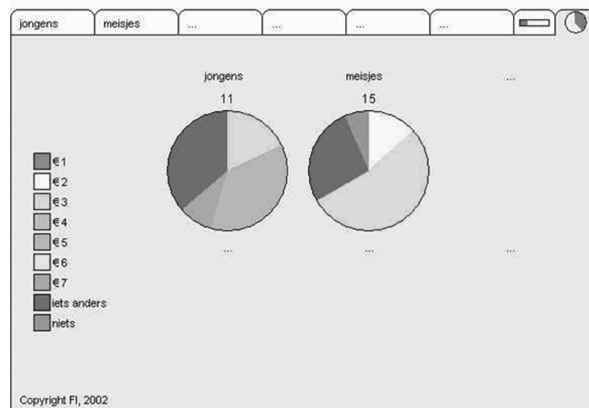 jongens meisjes ... ... ... ...
jongens meisjes ...
11 15
€1
€2
€3
€4
€5
€6
€7
iets anders
niets
... ... ...
Copyright FI, 2002